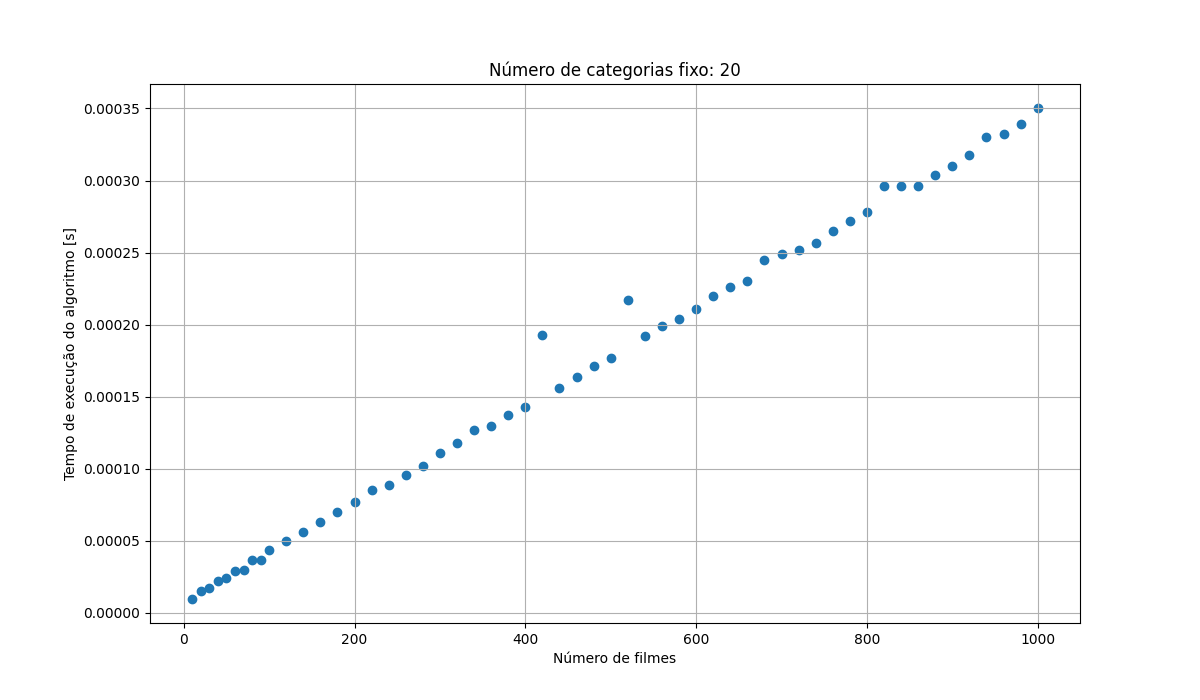 Número de categorias fixo: 20
Tempo de execução do algoritmo [s]
0.00035
0.00030
0.00025
0.00020
0.00015
0.00010
0.00005
0.00000
0 200 400 600 800 1000
Número de filmes